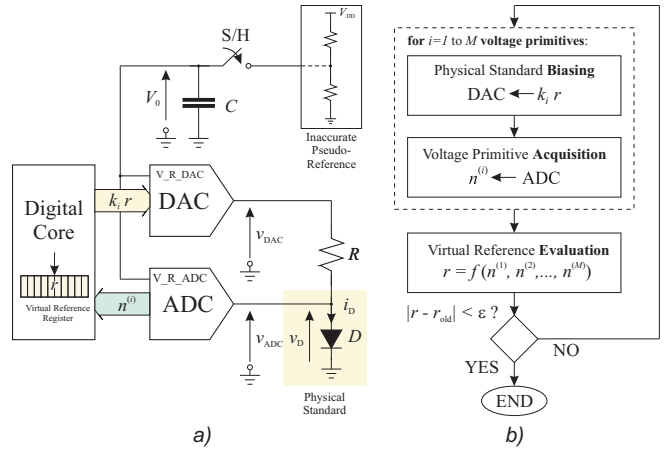 S/H
V_DD
V_0
C
Inaccurate
Pseudo-
Reference
Digital
Core
r
Virtual Reference
Register
k_i r
n^(i)
V_R_DAC
DAC
V_R_ADC
ADC
v_DAC
v_ADC
R
i_D
v_D
D
Physical
Standard
a)
for i=1 to M voltage primitives:
Physical Standard Biasing
DAC ← k_i r
Voltage Primitive Acquisition
n^(i) ← ADC
Virtual Reference Evaluation
r = f(n^(1), n^(2),..., n^(M))
|r - r_old| < ε ?
NO
YES
END
b)